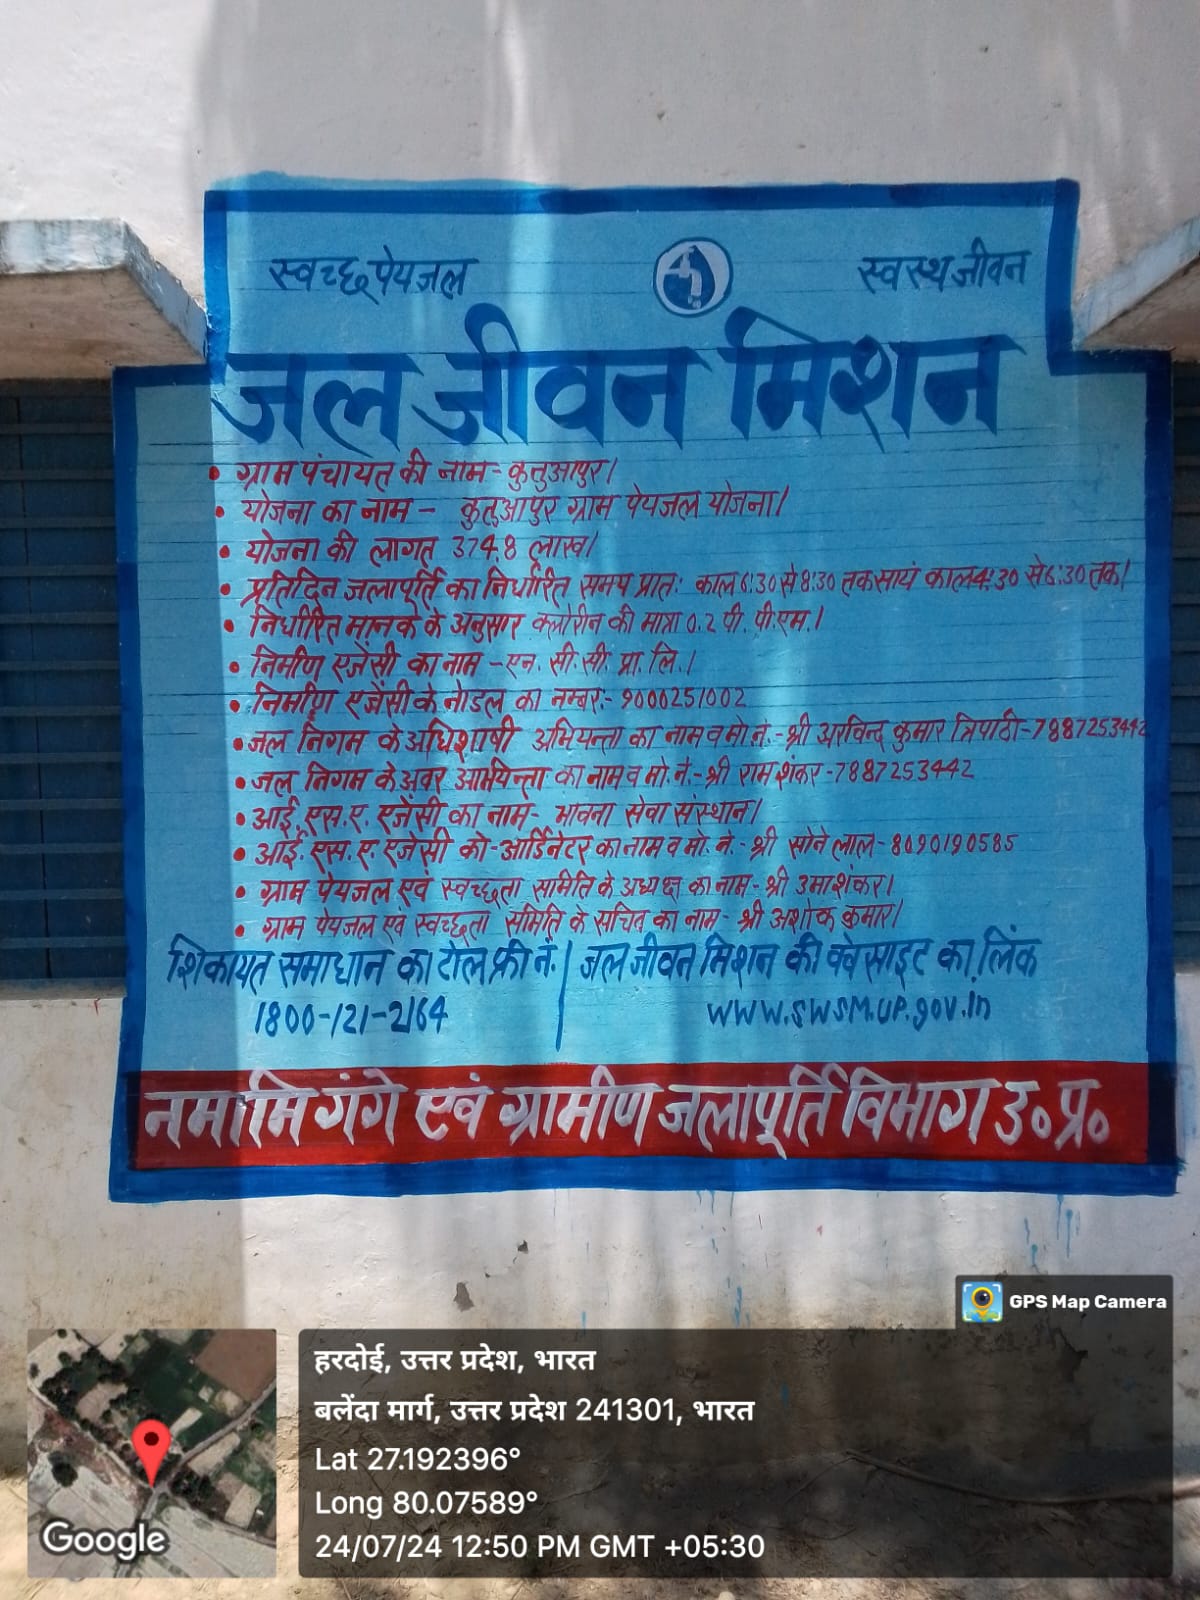 स्वच्छ पेयजल
स्वस्थ जीवन
जल जीवन मिशन
• ग्राम पंचायत की नाम - कुतुआपुर।
• योजना का नाम - कुतुआपुर ग्राम पेयजल योजना।
• योजना की लागत 374.8 लाख।
• प्रतिदिन जलापूर्ति का निर्धारित समय प्रातः काल 6:30 से 8:30 तक सायं काल 4:30 से 6:30 तक।
• निर्धारित मानक के अनुसार क्लोरीन की मात्रा 0.2 पी. पी.एम.।
• निर्माण एजेंसी का नाम - एन. सी. सी. प्रा. लि.।
• निर्माण एजेंसी के नोडल का नम्बर:- 9000251002
• जल निगम के अधिशाषी अभियन्ता का नाम व मो.नं.- श्री अरविन्द कुमार त्रिपाठी - 7887253442
• जल निगम के अवर अभियन्ता का नाम व मो.नं.- श्री राम शंकर - 7887253442
• आई.एस.ए. एजेंसी का नाम- भावना सेवा संस्थान।
• आई.एस.ए. एजेंसी को-आर्डिनेटर का नाम व मो.नं.- श्री सोने लाल - 8090190585
• ग्राम पेयजल एवं स्वच्छता समिति के अध्यक्ष का नाम - श्री उमाशंकर।
• ग्राम पेयजल एवं स्वच्छता समिति के सचिव का नाम- श्री अशोक कुमार।
शिकायत समाधान का टोल फ्री नं. | जल जीवन मिशन की वेबसाइट का लिंक
1800-121-2164 www.swsm.up.gov.in
नमामि गंगे एवं ग्रामीण जलापूर्ति विभाग उ॰ प्र॰
GPS Map Camera
हरदोई, उत्तर प्रदेश, भारत
बलेंदा मार्ग, उत्तर प्रदेश 241301, भारत
Lat 27.192396°
Long 80.07589°
24/07/24 12:50 PM GMT +05:30
Google